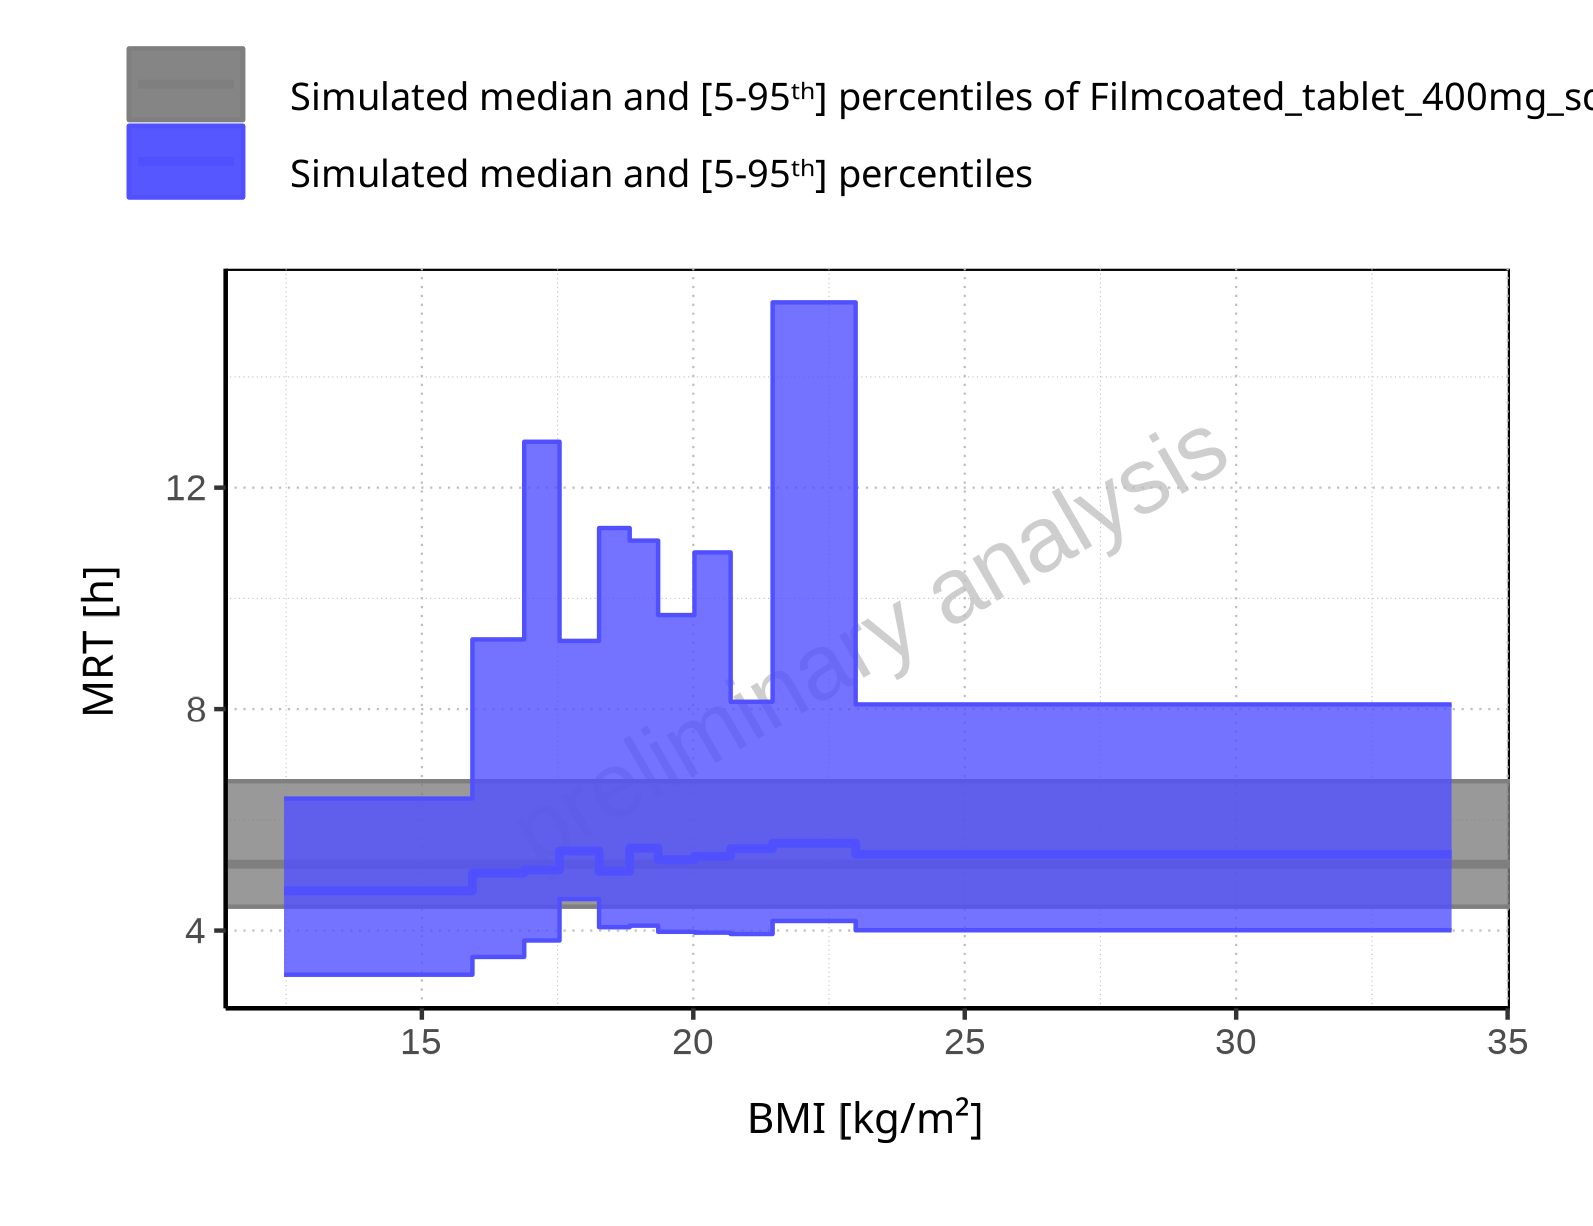 Simulated median and [5-95ᵗʰ] percentiles of Filmcoated_tablet_400mg_sc
Simulated median and [5-95ᵗʰ] percentiles
preliminary analysis
MRT [h]
12
8
4
15 20 25 30 35
BMI [kg/m²]